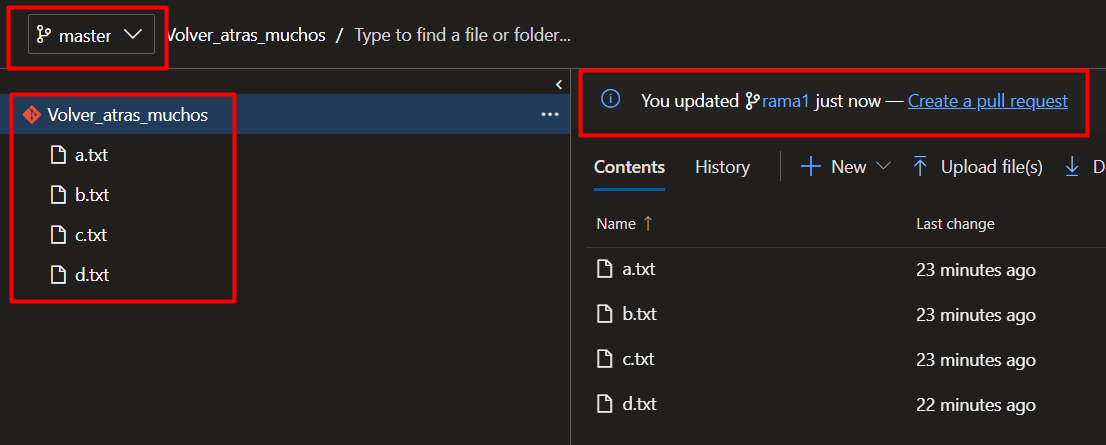 master Volver_atras_muchos / Type to find a file or folder...
Volver_atras_muchos
a.txt
b.txt
c.txt
d.txt
You updated rama1 just now — Create a pull request
Contents History New Upload file(s) D
Name ↑ Last change
a.txt 23 minutes ago
b.txt 23 minutes ago
c.txt 23 minutes ago
d.txt 22 minutes ago